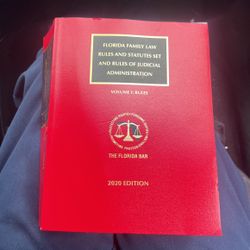 FLORIDA FAMILY LAW
RULES AND STATUTES SET
AND RULES OF JUDICIAL
ADMINISTRATION
VOLUME I: RULES
THE FLORIDA BAR
2020 EDITION